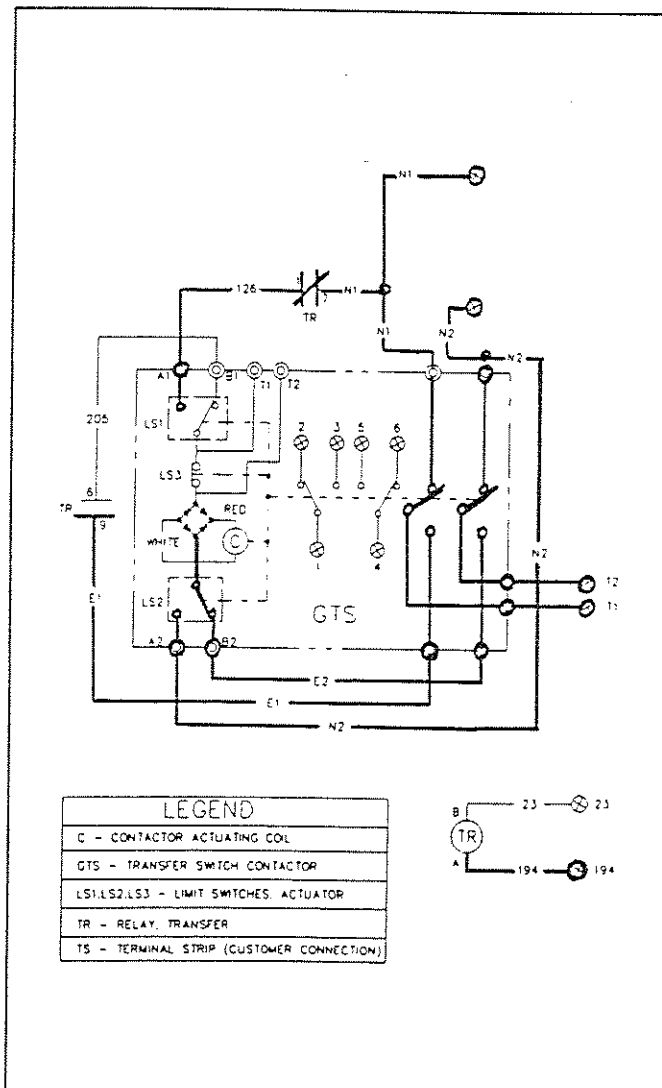 N1
126
N1
TR
N1
N2
N2
A1
B1
T1
T2
205
LS1
2
3
5
6
LS3
6
TR
9
RED
WHITE
C
E1
LS2
1
4
GTS
N2
T2
T1
A2
B2
E2
E1
N2
LEGEND
C - CONTACTOR ACTUATING COIL
GTS - TRANSFER SWITCH CONTACTOR
LS1,LS2,LS3 - LIMIT SWITCHES, ACTUATOR
TR - RELAY, TRANSFER
TS - TERMINAL STRIP (CUSTOMER CONNECTION)
B
23
23
TR
A
194
194